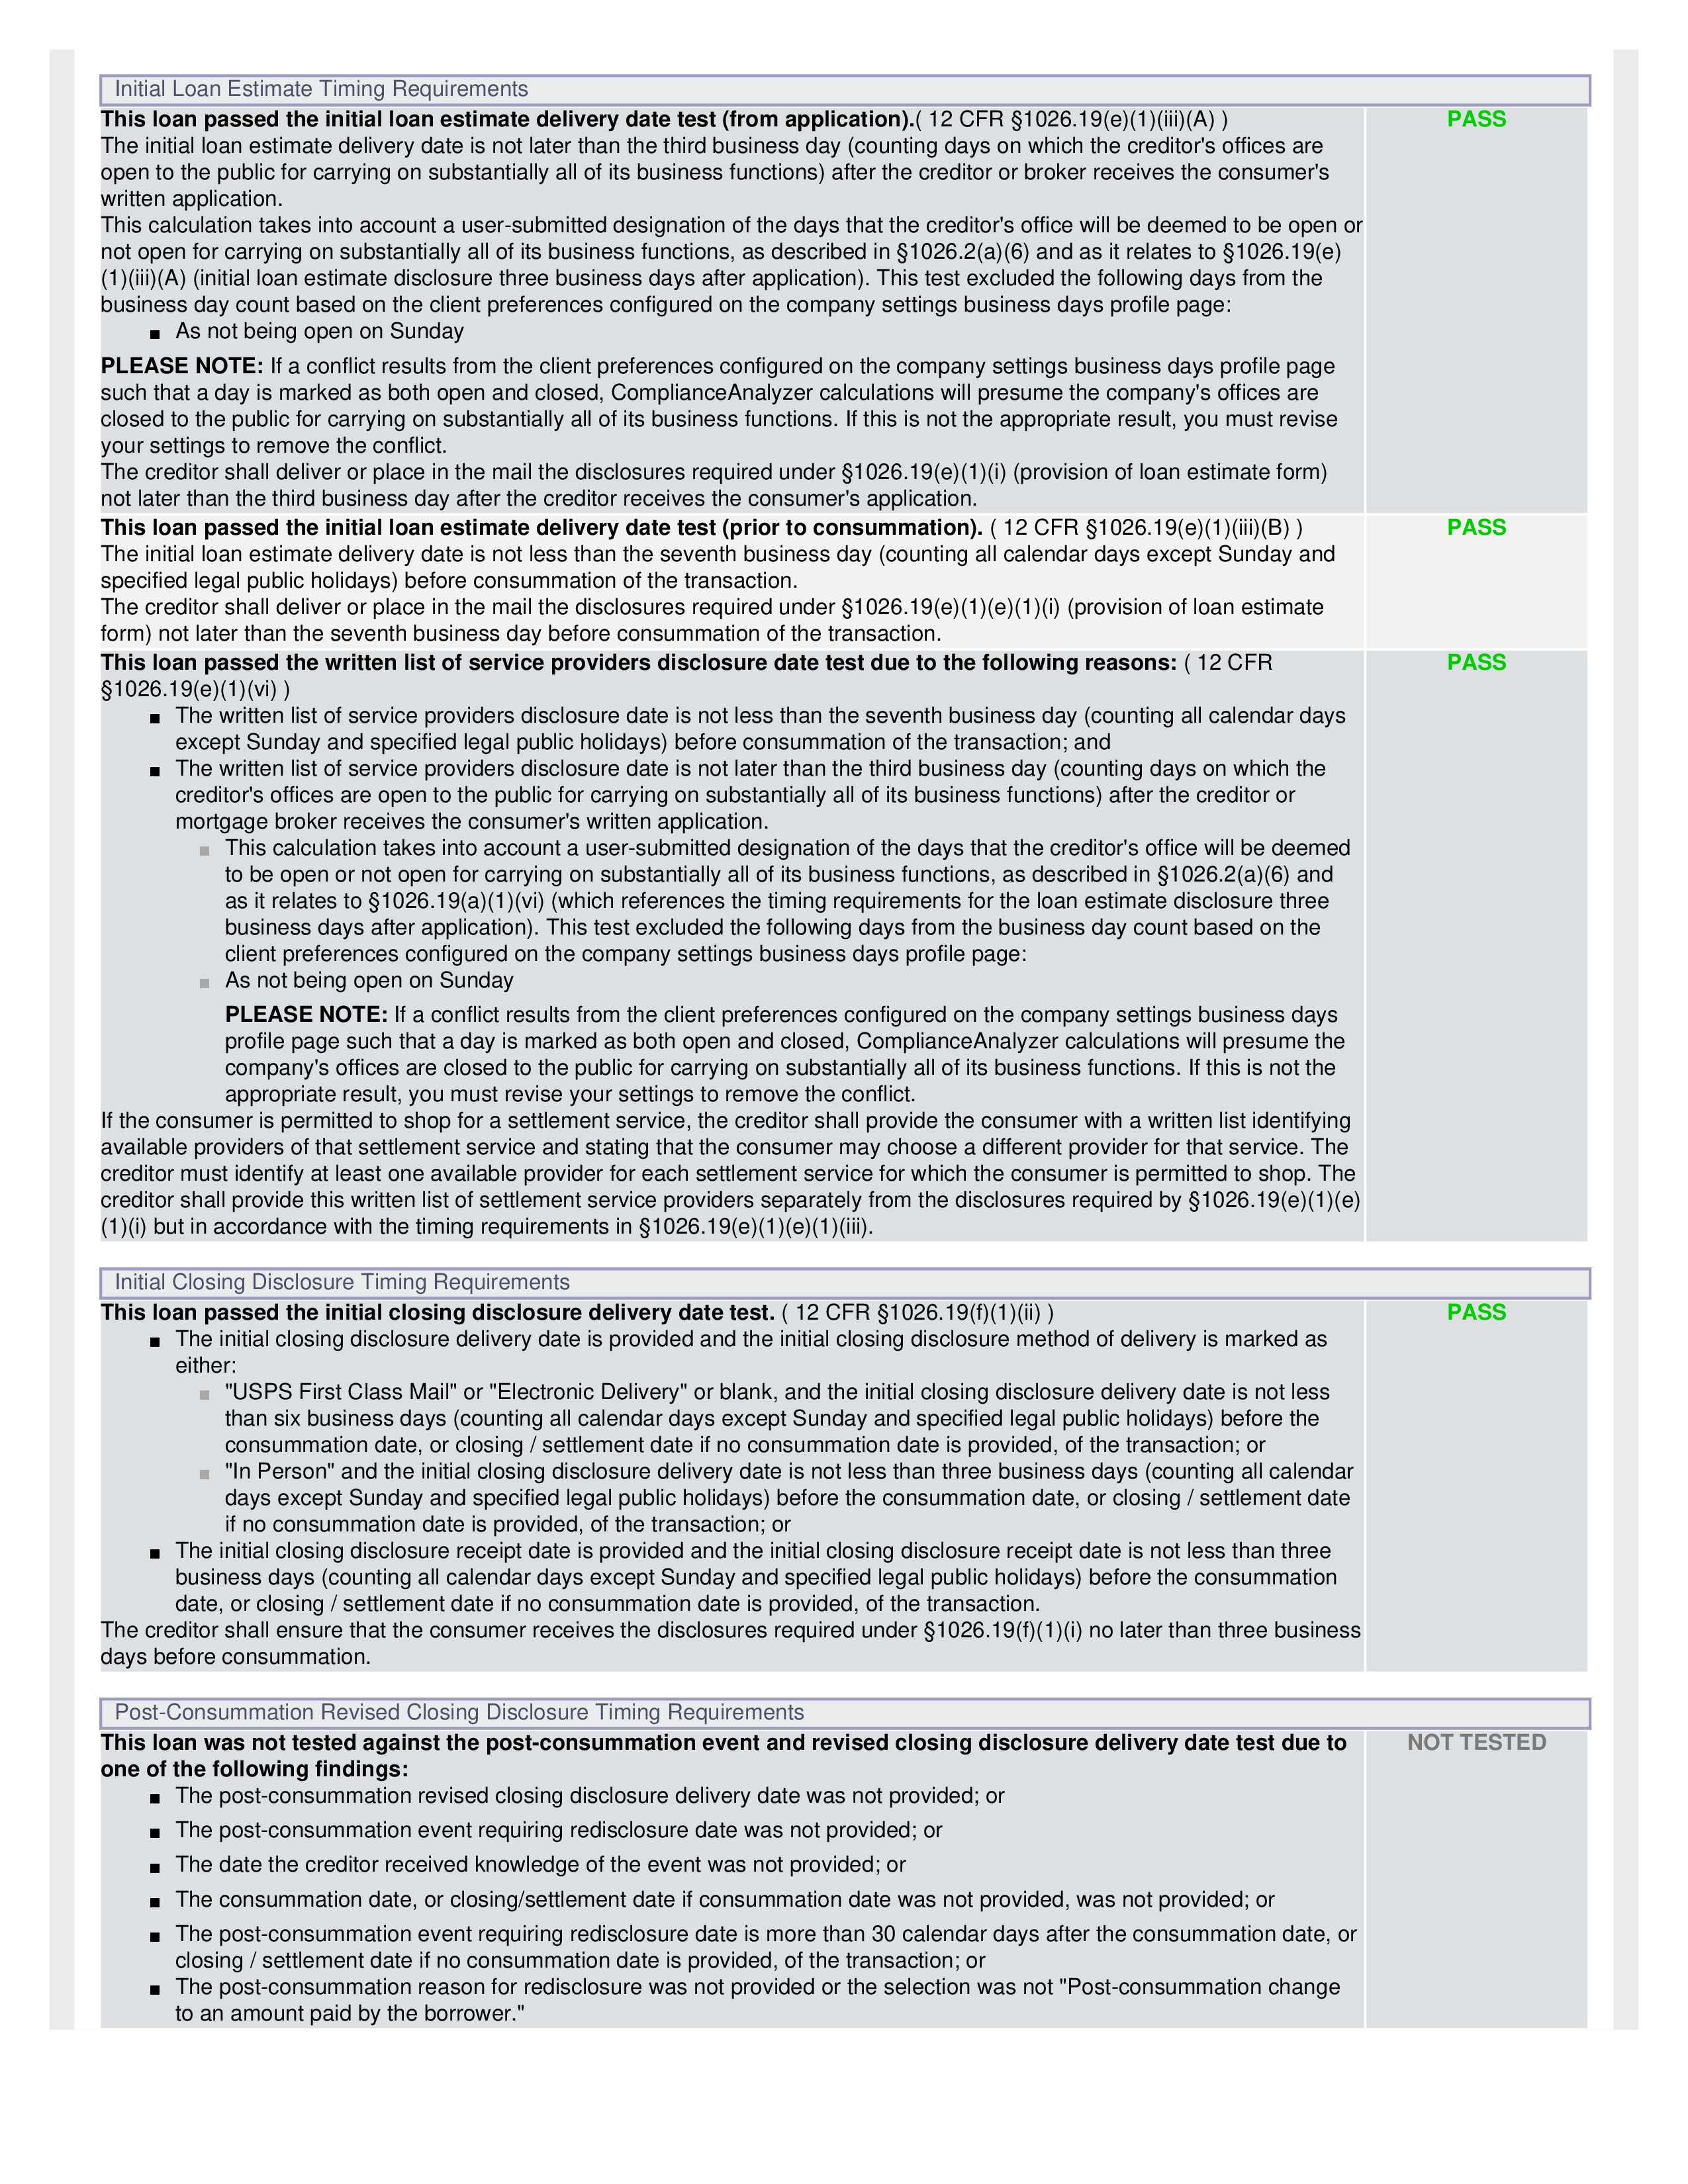 Initial Loan Estimate Timing Requirements
This loan passed the initial loan estimate delivery date test (from application).( 12 CFR §1026.19(e)(1)(iii)(A) )
PASS
The initial loan estimate delivery date is not later than the third business day (counting days on which the creditor's offices are
open to the public for carrying on substantially all of its business functions) after the creditor or broker receives the consumer's
written application.
This calculation takes into account a user-submitted designation of the days that the creditor's office will be deemed to be open or
not open for carrying on substantially all of its business functions, as described in §1026.2(a)(6) and as it relates to §1026.19(e)
(1)(iii)(A) (initial loan estimate disclosure three business days after application). This test excluded the following days from the
business day count based on the client preferences configured on the company settings business days profile page:
■ As not being open on Sunday
PLEASE NOTE: If a conflict results from the client preferences configured on the company settings business days profile page
such that a day is marked as both open and closed, ComplianceAnalyzer calculations will presume the company's offices are
closed to the public for carrying on substantially all of its business functions. If this is not the appropriate result, you must revise
your settings to remove the conflict.
The creditor shall deliver or place in the mail the disclosures required under §1026.19(e)(1)(i) (provision of loan estimate form)
not later than the third business day after the creditor receives the consumer's application.
This loan passed the initial loan estimate delivery date test (prior to consummation). ( 12 CFR §1026.19(e)(1)(iii)(B) )
PASS
The initial loan estimate delivery date is not less than the seventh business day (counting all calendar days except Sunday and
specified legal public holidays) before consummation of the transaction.
The creditor shall deliver or place in the mail the disclosures required under §1026.19(e)(1)(e)(1)(i) (provision of loan estimate
form) not later than the seventh business day before consummation of the transaction.
This loan passed the written list of service providers disclosure date test due to the following reasons: ( 12 CFR
PASS
§1026.19(e)(1)(vi) )
■ The written list of service providers disclosure date is not less than the seventh business day (counting all calendar days
except Sunday and specified legal public holidays) before consummation of the transaction; and
■ The written list of service providers disclosure date is not later than the third business day (counting days on which the
creditor's offices are open to the public for carrying on substantially all of its business functions) after the creditor or
mortgage broker receives the consumer's written application.
■ This calculation takes into account a user-submitted designation of the days that the creditor's office will be deemed
to be open or not open for carrying on substantially all of its business functions, as described in §1026.2(a)(6) and
as it relates to §1026.19(a)(1)(vi) (which references the timing requirements for the loan estimate disclosure three
business days after application). This test excluded the following days from the business day count based on the
client preferences configured on the company settings business days profile page:
■ As not being open on Sunday
PLEASE NOTE: If a conflict results from the client preferences configured on the company settings business days
profile page such that a day is marked as both open and closed, ComplianceAnalyzer calculations will presume the
company's offices are closed to the public for carrying on substantially all of its business functions. If this is not the
appropriate result, you must revise your settings to remove the conflict.
If the consumer is permitted to shop for a settlement service, the creditor shall provide the consumer with a written list identifying
available providers of that settlement service and stating that the consumer may choose a different provider for that service. The
creditor must identify at least one available provider for each settlement service for which the consumer is permitted to shop. The
creditor shall provide this written list of settlement service providers separately from the disclosures required by §1026.19(e)(1)(e)
(1)(i) but in accordance with the timing requirements in §1026.19(e)(1)(e)(1)(iii).
Initial Closing Disclosure Timing Requirements
This loan passed the initial closing disclosure delivery date test. ( 12 CFR §1026.19(f)(1)(ii) )
PASS
■ The initial closing disclosure delivery date is provided and the initial closing disclosure method of delivery is marked as
either:
■ "USPS First Class Mail" or "Electronic Delivery" or blank, and the initial closing disclosure delivery date is not less
than six business days (counting all calendar days except Sunday and specified legal public holidays) before the
consummation date, or closing / settlement date if no consummation date is provided, of the transaction; or
■ "In Person" and the initial closing disclosure delivery date is not less than three business days (counting all calendar
days except Sunday and specified legal public holidays) before the consummation date, or closing / settlement date
if no consummation date is provided, of the transaction; or
■ The initial closing disclosure receipt date is provided and the initial closing disclosure receipt date is not less than three
business days (counting all calendar days except Sunday and specified legal public holidays) before the consummation
date, or closing / settlement date if no consummation date is provided, of the transaction.
The creditor shall ensure that the consumer receives the disclosures required under §1026.19(f)(1)(i) no later than three business
days before consummation.
Post-Consummation Revised Closing Disclosure Timing Requirements
This loan was not tested against the post-consummation event and revised closing disclosure delivery date test due to
NOT TESTED
one of the following findings:
■ The post-consummation revised closing disclosure delivery date was not provided; or
■ The post-consummation event requiring redisclosure date was not provided; or
■ The date the creditor received knowledge of the event was not provided; or
■ The consummation date, or closing/settlement date if consummation date was not provided, was not provided; or
■ The post-consummation event requiring redisclosure date is more than 30 calendar days after the consummation date, or
closing / settlement date if no consummation date is provided, of the transaction; or
■ The post-consummation reason for redisclosure was not provided or the selection was not "Post-consummation change
to an amount paid by the borrower."